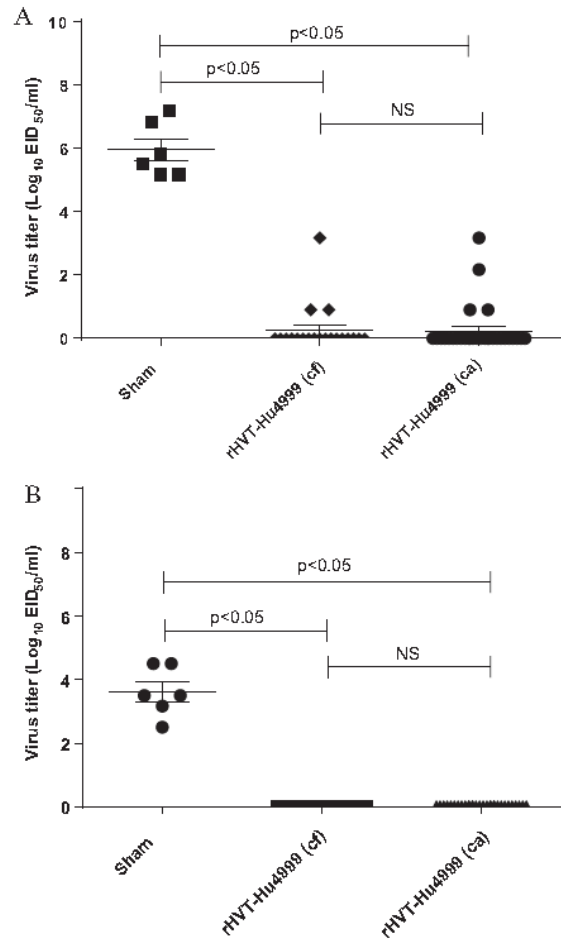 A
10
8
6
4
2
0
Virus titer (Log10 EID50/ml)
p<0.05
p<0.05
NS
Sham
rHVT-Hu4999 (cf)
rHVT-Hu4999 (ca)
B
8
6
4
2
0
Virus titer (Log10 EID50/ml)
p<0.05
p<0.05
NS
Sham
rHVT-Hu4999 (cf)
rHVT-Hu4999 (ca)